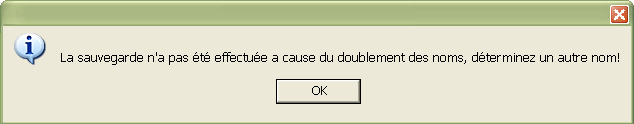 La sauvegarde n'a pas été effectuée a cause du doublement des noms, déterminez un autre nom!
OK